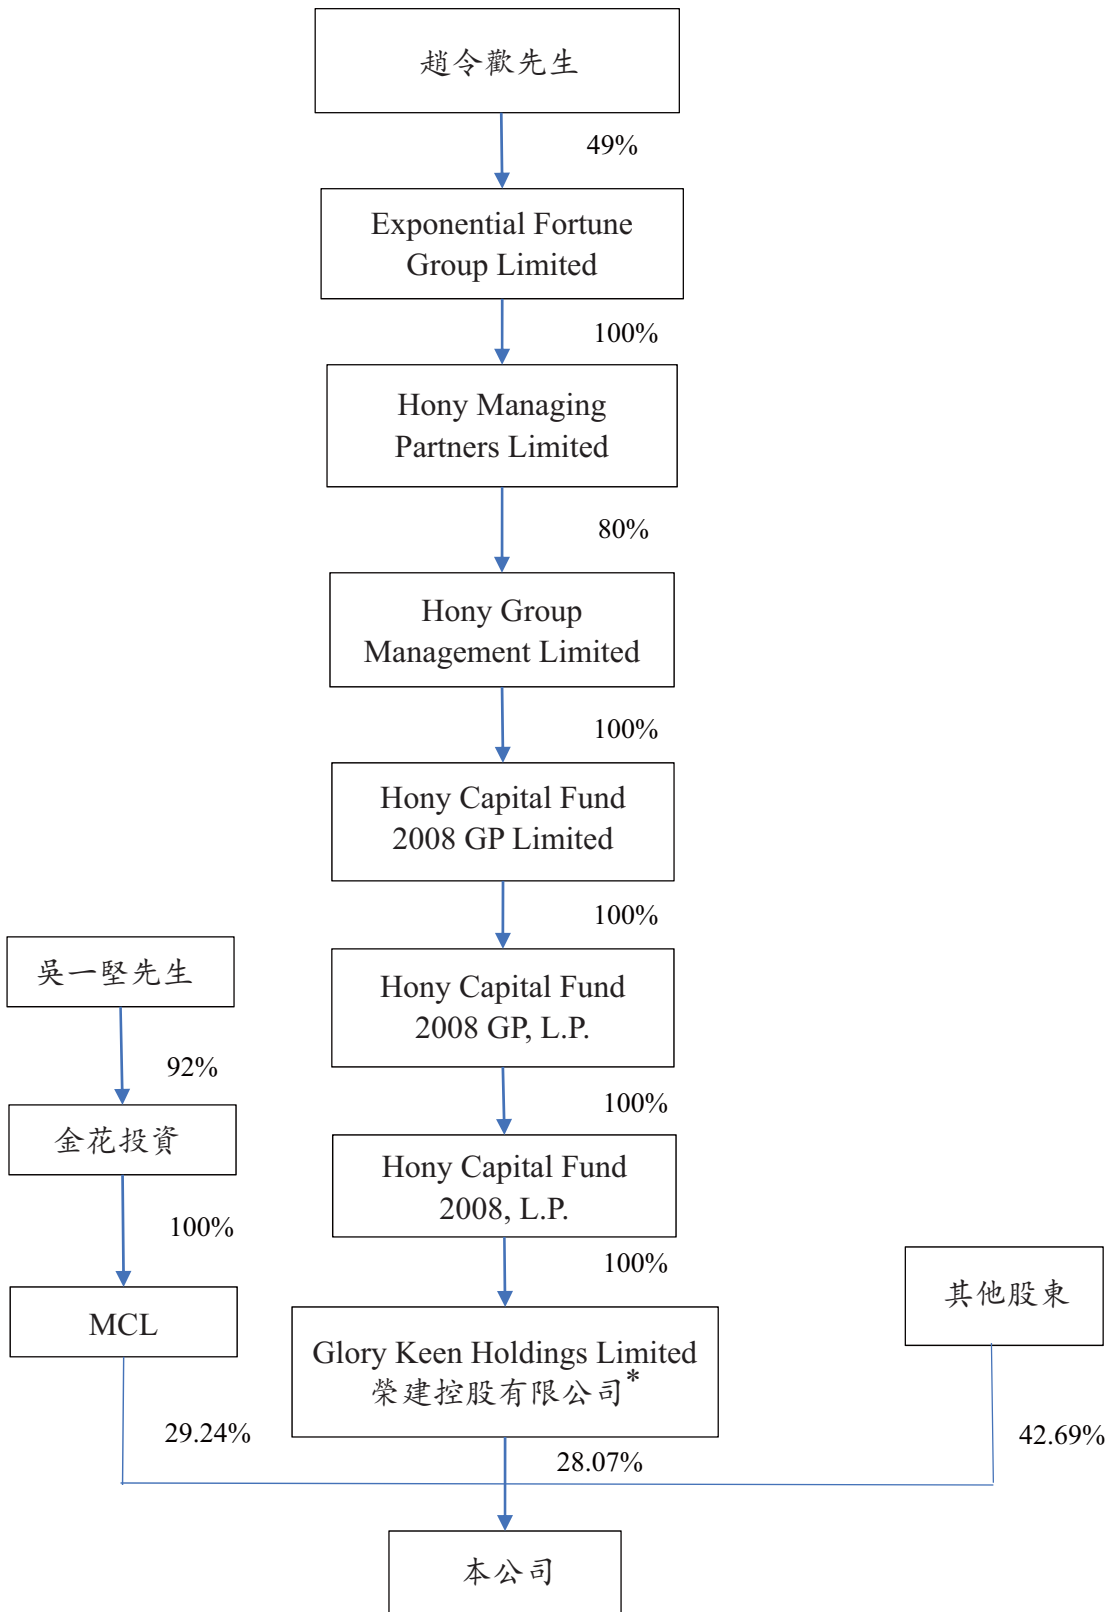 趙令歡先生
49%
Exponential Fortune
Group Limited
100%
Hony Managing
Partners Limited
80%
Hony Group
Management Limited
100%
Hony Capital Fund
2008 GP Limited
100%
吳一堅先生
Hony Capital Fund
2008 GP, L.P.
92%
100%
金花投資
Hony Capital Fund
2008, L.P.
100%
100%
其他股東
MCL
Glory Keen Holdings Limited
榮建控股有限公司*
29.24%
28.07%
42.69%
本公司